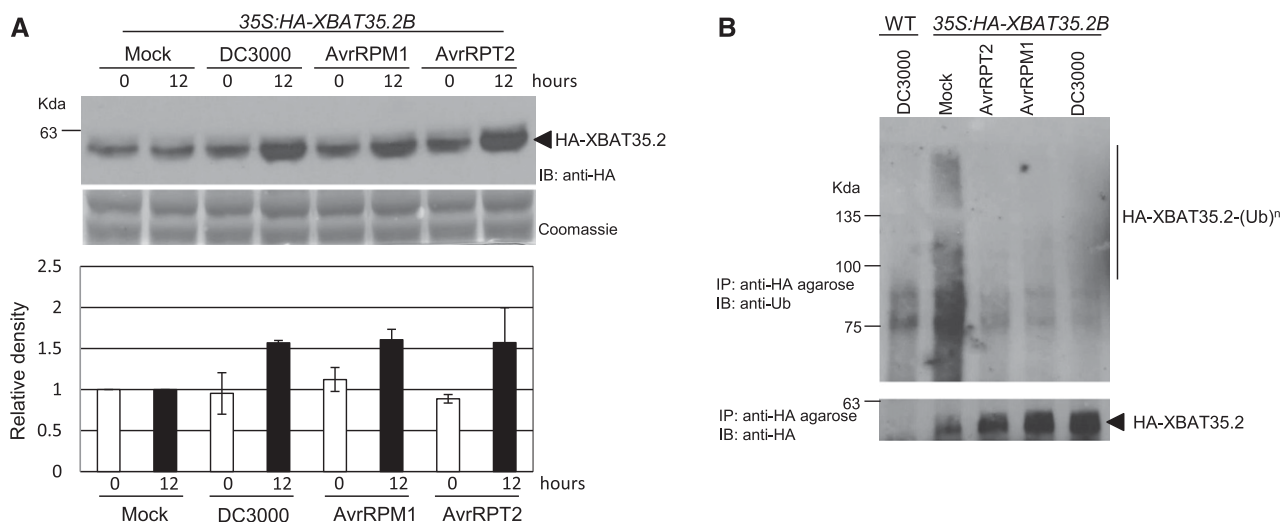 A
35S:HA-XBAT35.2B
Mock DC3000 AvrRPM1 AvrRPT2
0 12 0 12 0 12 0 12 hours
Kda
63
HA-XBAT35.2
IB: anti-HA
Coomassie
2.5
2
1.5
1
0.5
0
Relative density
0 12 0 12 0 12 0 12 hours
Mock DC3000 AvrRPM1 AvrRPT2
B
WT 35S:HA-XBAT35.2B
DC3000 Mock AvrRPT2 AvrRPM1 DC3000
Kda
135
100
75
HA-XBAT35.2-(Ub)ⁿ
IP: anti-HA agarose
IB: anti-Ub
63
IP: anti-HA agarose
IB: anti-HA
HA-XBAT35.2